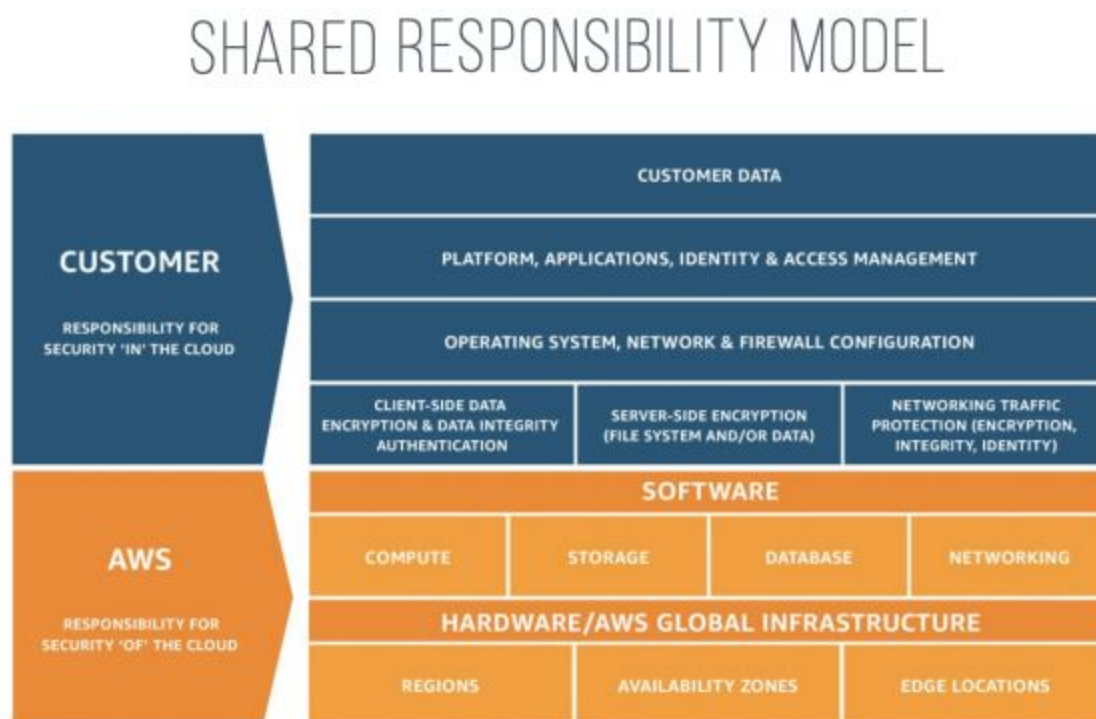 SHARED RESPONSIBILITY MODEL
CUSTOMER
RESPONSIBILITY FOR
SECURITY 'IN' THE CLOUD
CUSTOMER DATA
PLATFORM, APPLICATIONS, IDENTITY & ACCESS MANAGEMENT
OPERATING SYSTEM, NETWORK & FIREWALL CONFIGURATION
CLIENT-SIDE DATA
ENCRYPTION & DATA INTEGRITY
AUTHENTICATION
SERVER-SIDE ENCRYPTION
(FILE SYSTEM AND/OR DATA)
NETWORKING TRAFFIC
PROTECTION (ENCRYPTION,
INTEGRITY, IDENTITY)
AWS
RESPONSIBILITY FOR
SECURITY 'OF' THE CLOUD
SOFTWARE
COMPUTE
STORAGE
DATABASE
NETWORKING
HARDWARE/AWS GLOBAL INFRASTRUCTURE
REGIONS
AVAILABILITY ZONES
EDGE LOCATIONS